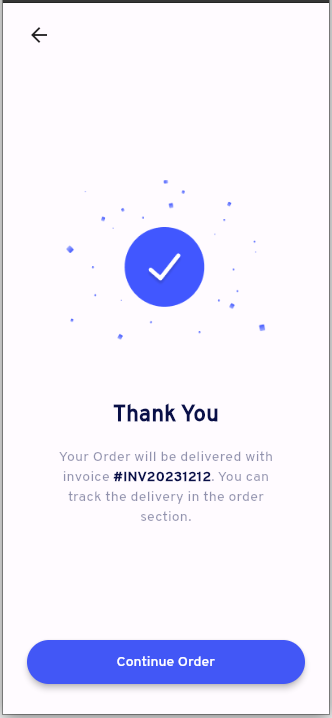 Thank You
Your Order will be delivered with
invoice #INV20231212. You can
track the delivery in the order
section.
Continue Order